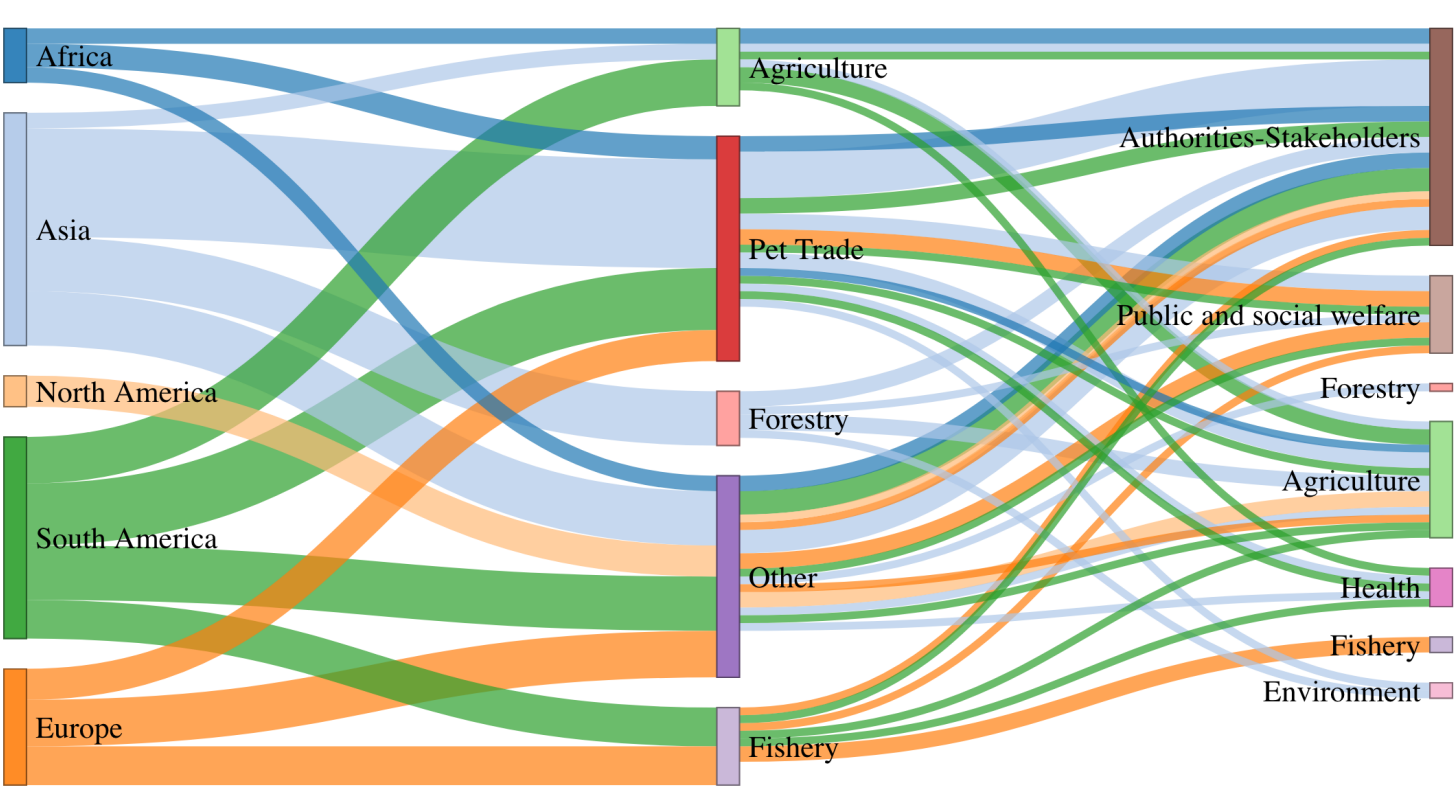 Africa
Asia
North America
South America
Europe
Agriculture
Pet Trade
Forestry
Other
Fishery
Authorities-Stakeholders
Public and social welfare
Forestry
Agriculture
Health
Fishery
Environment